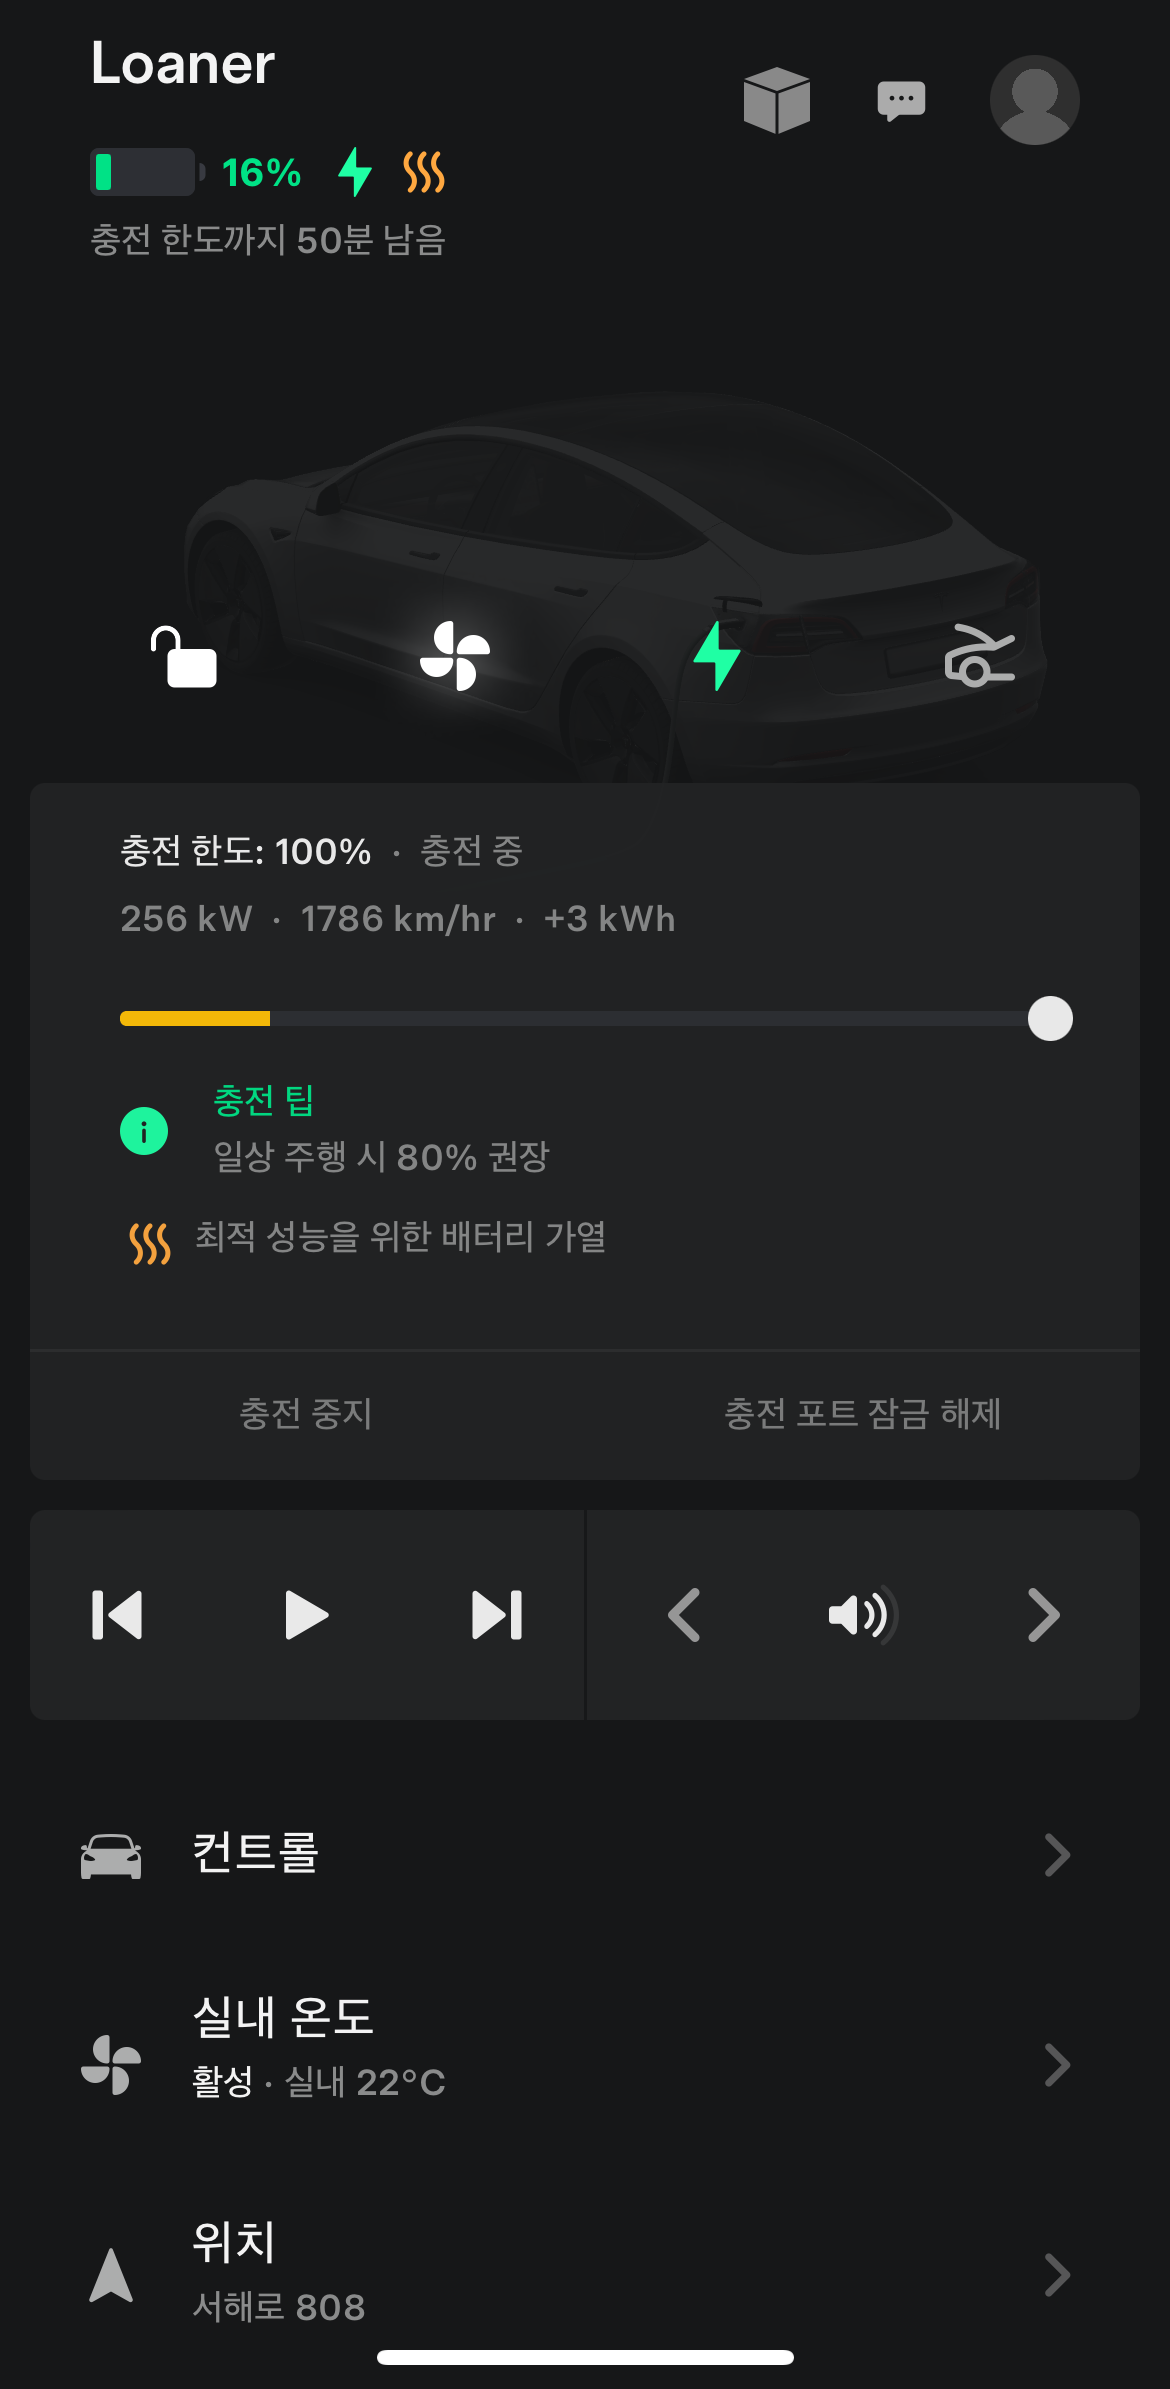 Loaner
16%
충전 한도까지 50분 남음
충전 한도: 100% · 충전 중
256 kW · 1786 km/hr · +3 kWh
충전 팁
일상 주행 시 80% 권장
최적 성능을 위한 배터리 가열
충전 중지
충전 포트 잠금 해제
컨트롤
실내 온도
활성 · 실내 22°C
위치
서해로 808